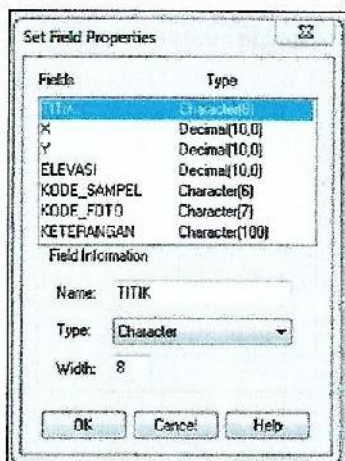 Set Field Properties
Fields Type
TITIK Character(8)
X Decimal(10,0)
Y Decimal(10,0)
ELEVASI Decimal(10,0)
KODE_SAMPEL Character(6)
KODE_FOTO Character(7)
KETERANGAN Character(100)
Field Information
Name: TITIK
Type: Character
Width: 8
OK Cancel Help